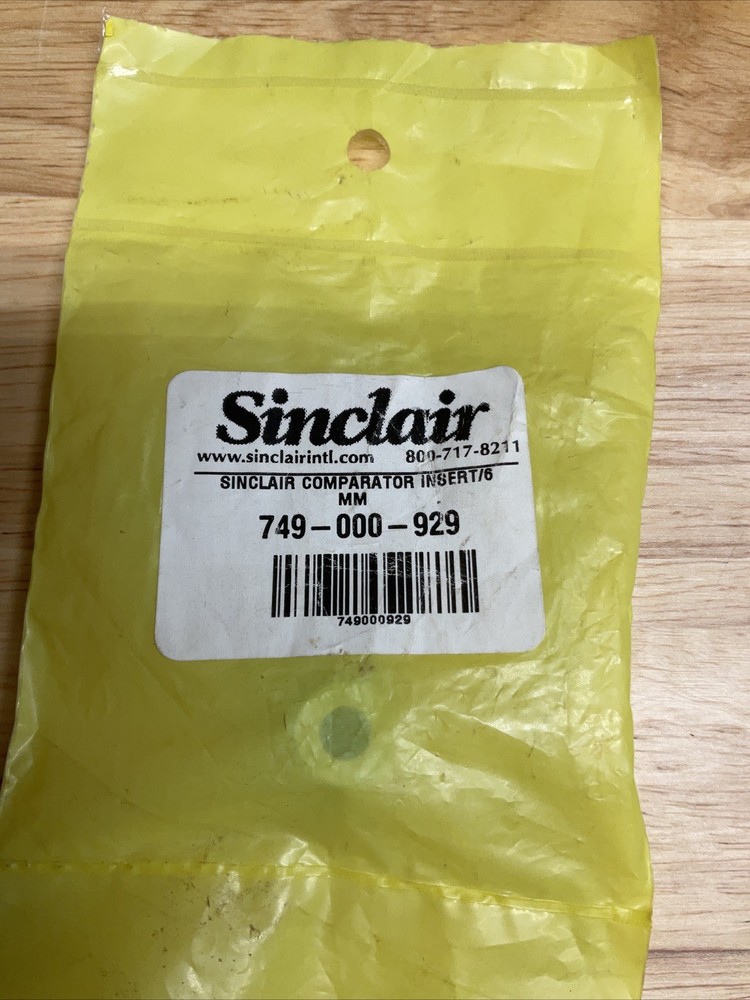 Sinclair
www.sinclairintl.com 800-717-8211
SINCLAIR COMPARATOR INSERT/6
MM
749-000-929
749000929